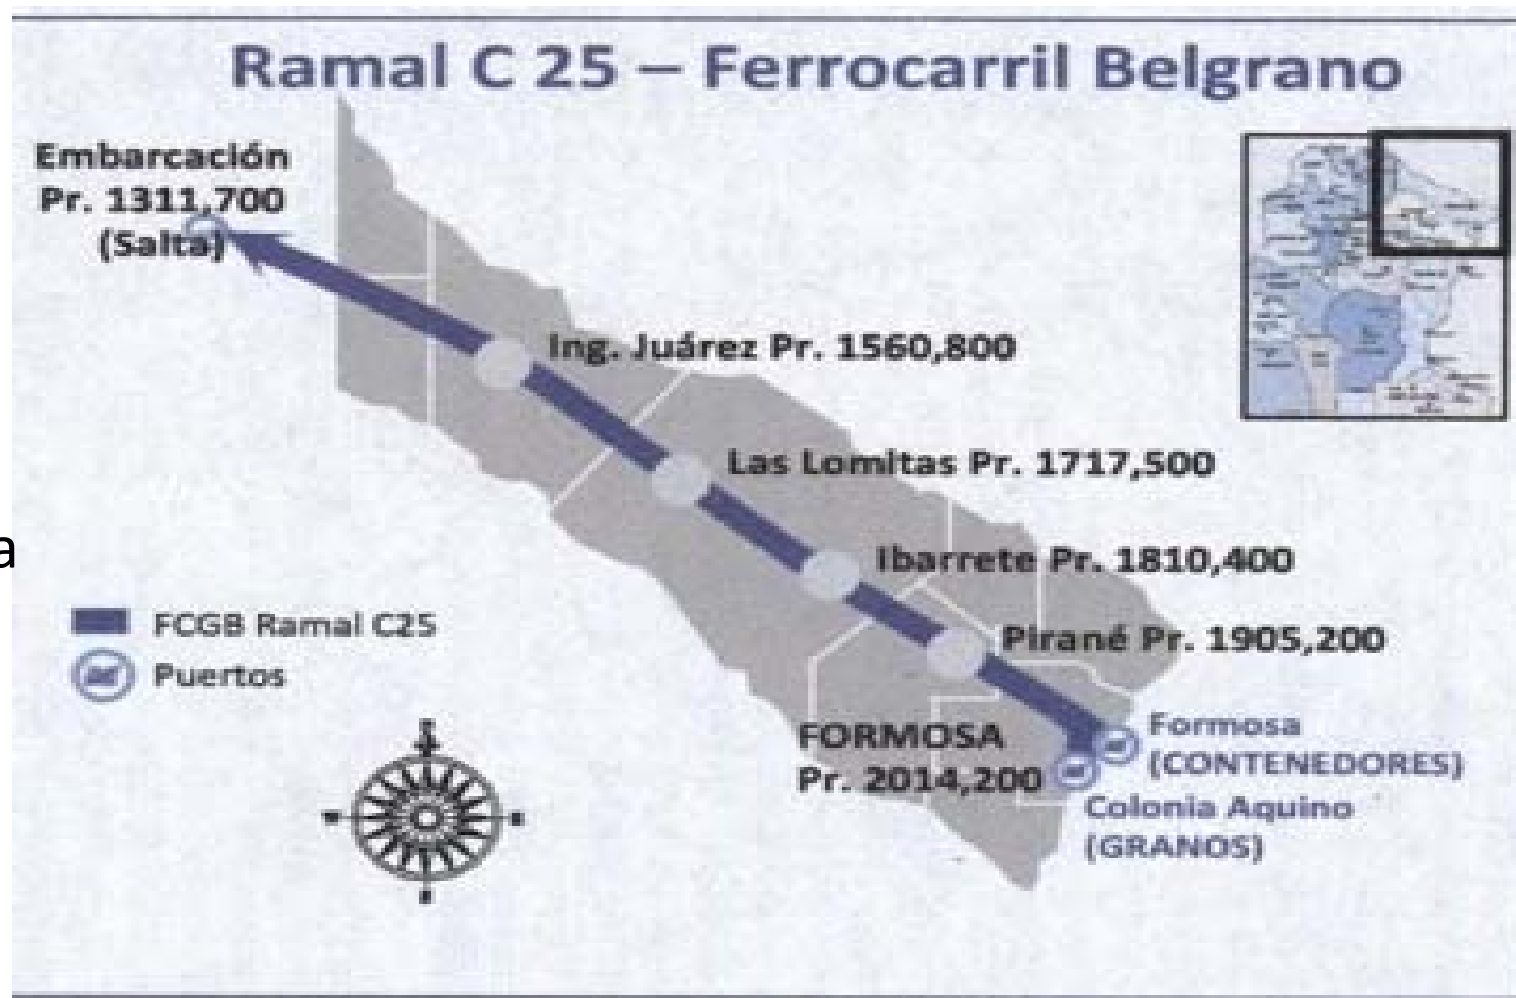 Ramal C 25 – Ferrocarril Belgrano
Embarcación
Pr. 1311,700
(Salta)
Ing. Juárez Pr. 1560,800
Las Lomitas Pr. 1717,500
Ibarrete Pr. 1810,400
Pirané Pr. 1905,200
a
FCGB Ramal C25
Puertos
FORMOSA
Pr. 2014,200
Formosa
(CONTENEDORES)
Colonia Aquino
(GRANOS)